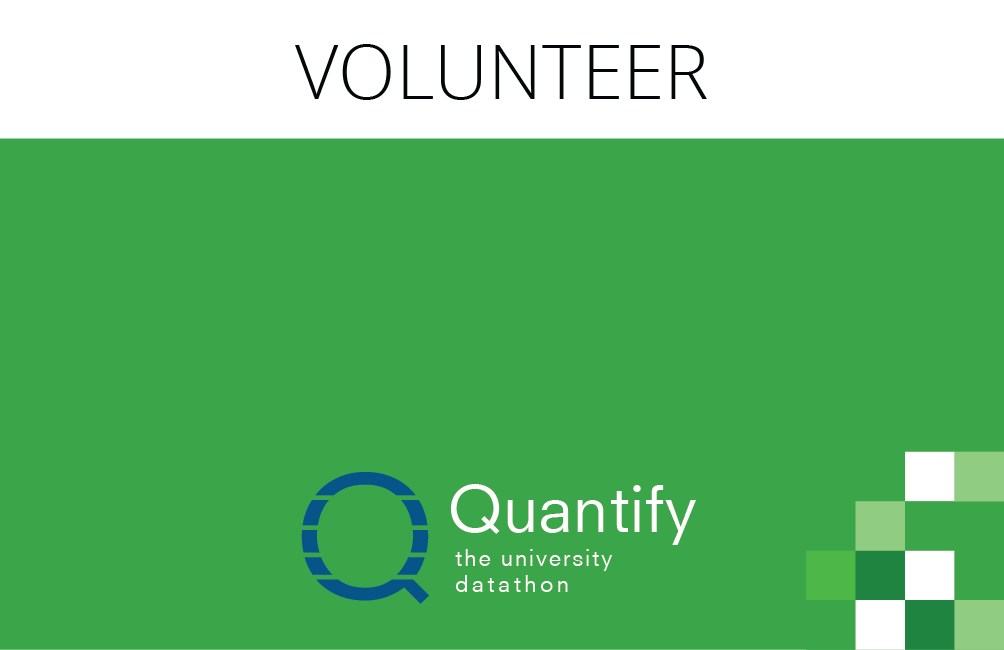 VOLUNTEER
Quantify
the university
datathon